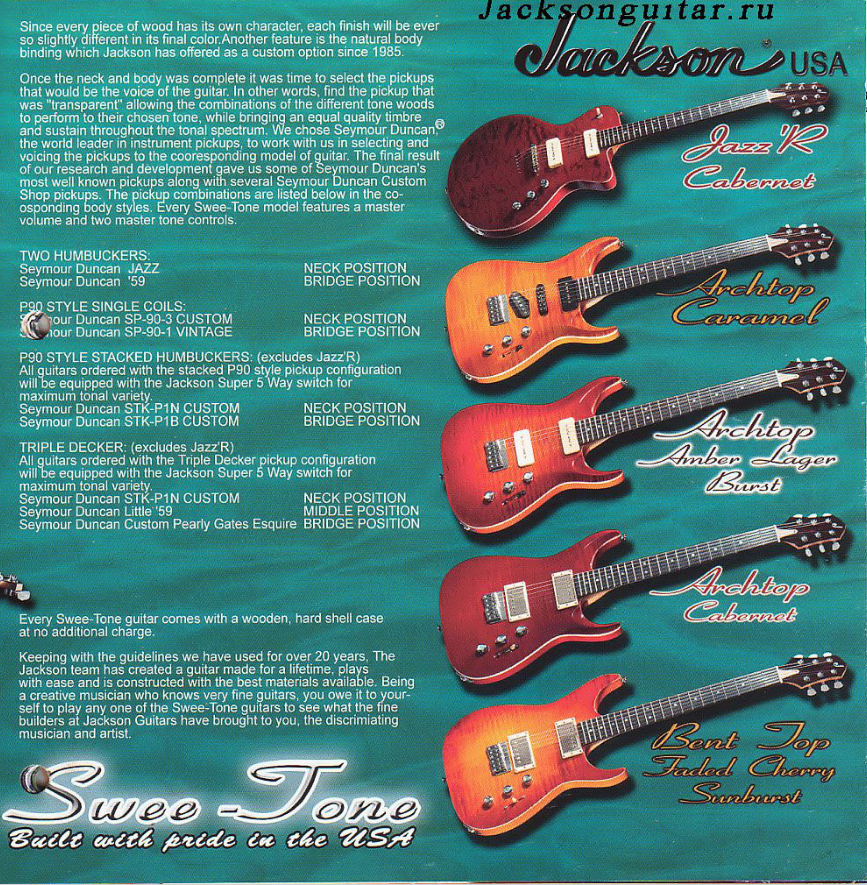 Jacksonguitar.ru
Jackson USA
Since every piece of wood has its own character, each finish will be ever
so slightly different in its final color.Another feature is the natural body
binding which Jackson has offered as a custom option since 1985.
Once the neck and body was complete it was time to select the pickups
that would be the voice of the guitar. In other words, find the pickup that
was "transparent" allowing the combinations of the different tone woods
to perform to their chosen tone, while bringing an equal quality timbre
and sustain throughout the tonal spectrum. We chose Seymour Duncan,®
the world leader in instrument pickups, to work with us in selecting and
voicing the pickups to the cooresponding model of guitar. The final result
of our research and development gave us some of Seymour Duncan's
most well known pickups along with several Seymour Duncan Custom
Shop pickups. The pickup combinations are listed below in the co-
osponding body styles. Every Swee-Tone model features a master
volume and two master tone controls.
TWO HUMBUCKERS:
Seymour Duncan JAZZ NECK POSITION
Seymour Duncan '59 BRIDGE POSITION
P90 STYLE SINGLE COILS:
mour Duncan SP-90-3 CUSTOM NECK POSITION
mour Duncan SP-90-1 VINTAGE BRIDGE POSITION
P90 STYLE STACKED HUMBUCKERS: (excludes Jazz'R)
All guitars ordered with the stacked P90 style pickup configuration
will be equipped with the Jackson Super 5 Way switch for
maximum tonal variety.
Seymour Duncan STK-P1N CUSTOM NECK POSITION
Seymour Duncan STK-P1B CUSTOM BRIDGE POSITION
TRIPLE DECKER: (excludes Jazz'R)
All guitars ordered with the Triple Decker pickup configuration
will be equipped with the Jackson Super 5 Way switch for
maximum tonal variety.
Seymour Duncan STK-P1N CUSTOM NECK POSITION
Seymour Duncan Little '59 MIDDLE POSITION
Seymour Duncan Custom Pearly Gates Esquire BRIDGE POSITION
Every Swee-Tone guitar comes with a wooden, hard shell case
at no additional charge.
Keeping with the guidelines we have used for over 20 years, The
Jackson team has created a guitar made for a lifetime, plays
with ease and is constructed with the best materials available. Being
a creative musician who knows very fine guitars, you owe it to your-
self to play any one of the Swee-Tone guitars to see what the fine
builders at Jackson Guitars have brought to you, the discrimiating
musician and artist.
Swee-Tone
Built with pride in the USA
Jazz'R
Cabernet
Archtop
Caramel
Archtop
Amber Lager
Burst
Archtop
Cabernet
Bent Top
Faded Cherry
Sunburst